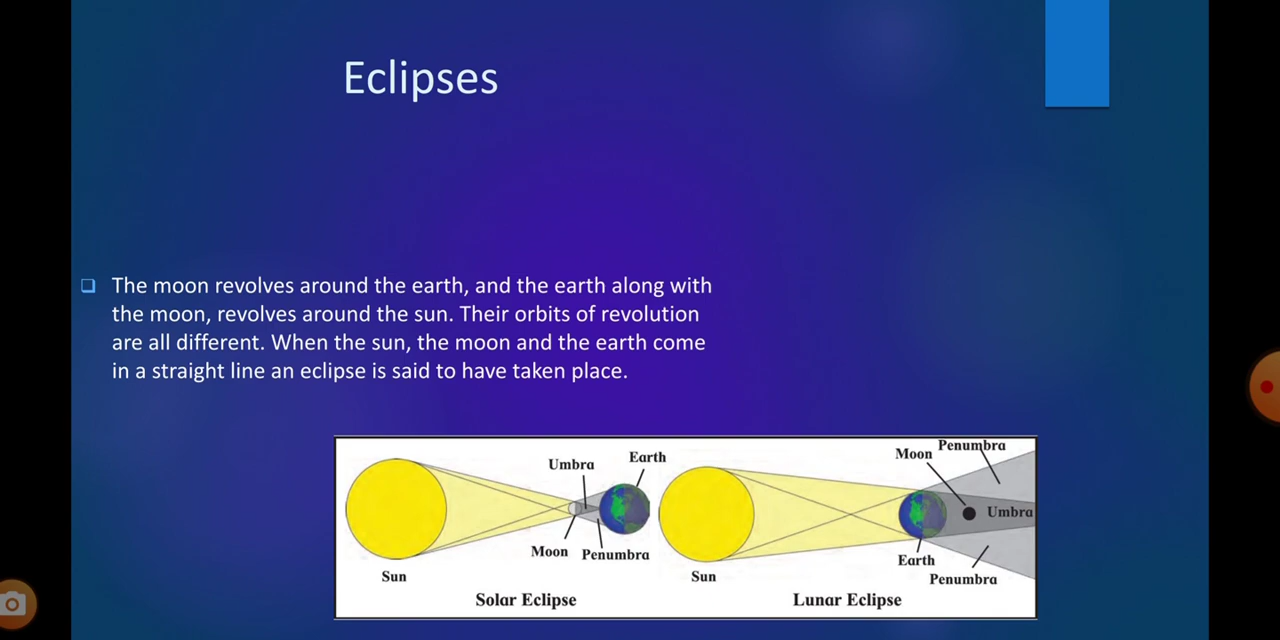 Eclipses
The moon revolves around the earth, and the earth along with
the moon, revolves around the sun. Their orbits of revolution
are all different. When the sun, the moon and the earth come
in a straight line an eclipse is said to have taken place.
Umbra
Earth
Moon
Penumbra
Sun
Solar Eclipse
Moon
Penumbra
Umbra
Earth
Penumbra
Sun
Lunar Eclipse